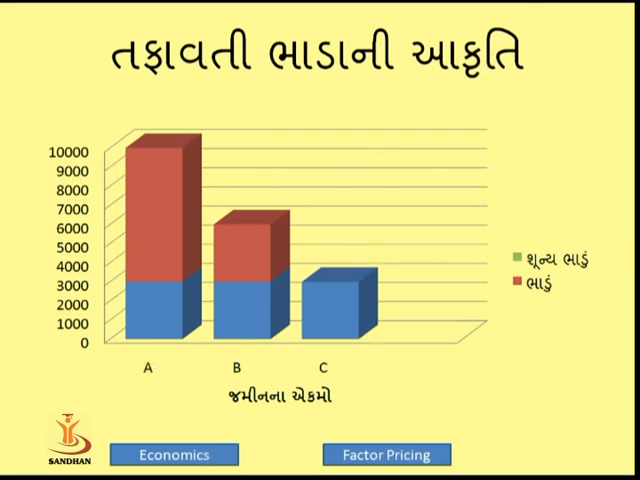 તફાવતી ભાડાની આકૃતિ
10000
9000
8000
7000
6000
5000
4000
3000
2000
1000
0
A B C
જમીનના એકમો
શૂન્ય ભાડું
ભાડું
SANDHAN
Economics
Factor Pricing